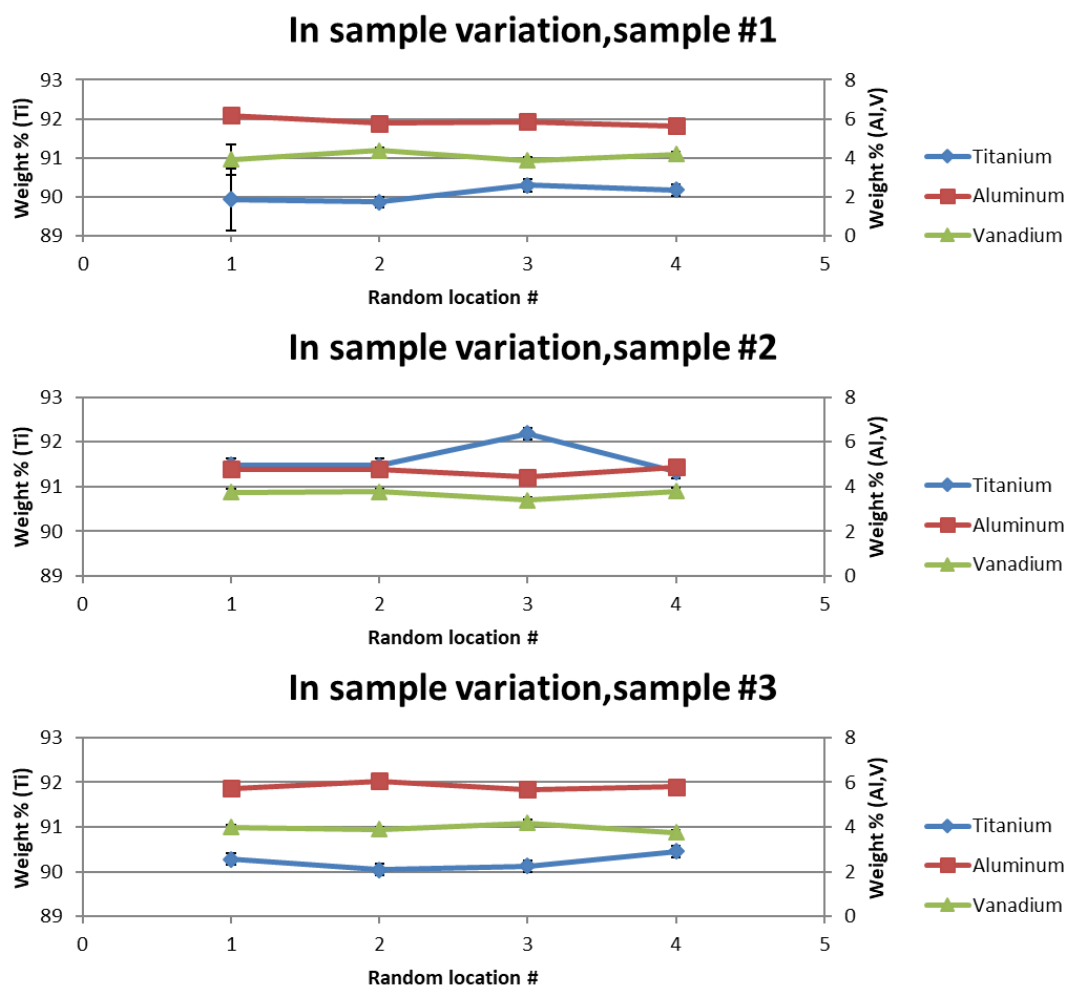 In sample variation,sample #1
Weight % (Ti)
93
92
91
90
89
8
6
4
2
0
Weight % (Al,V)
0 1 2 3 4 5
Random location #
Titanium
Aluminum
Vanadium
In sample variation,sample #2
Weight % (Ti)
93
92
91
90
89
8
6
4
2
0
Weight % (Al,V)
0 1 2 3 4 5
Random location #
Titanium
Aluminum
Vanadium
In sample variation,sample #3
Weight % (Ti)
93
92
91
90
89
8
6
4
2
0
Weight % (Al,V)
0 1 2 3 4 5
Random location #
Titanium
Aluminum
Vanadium